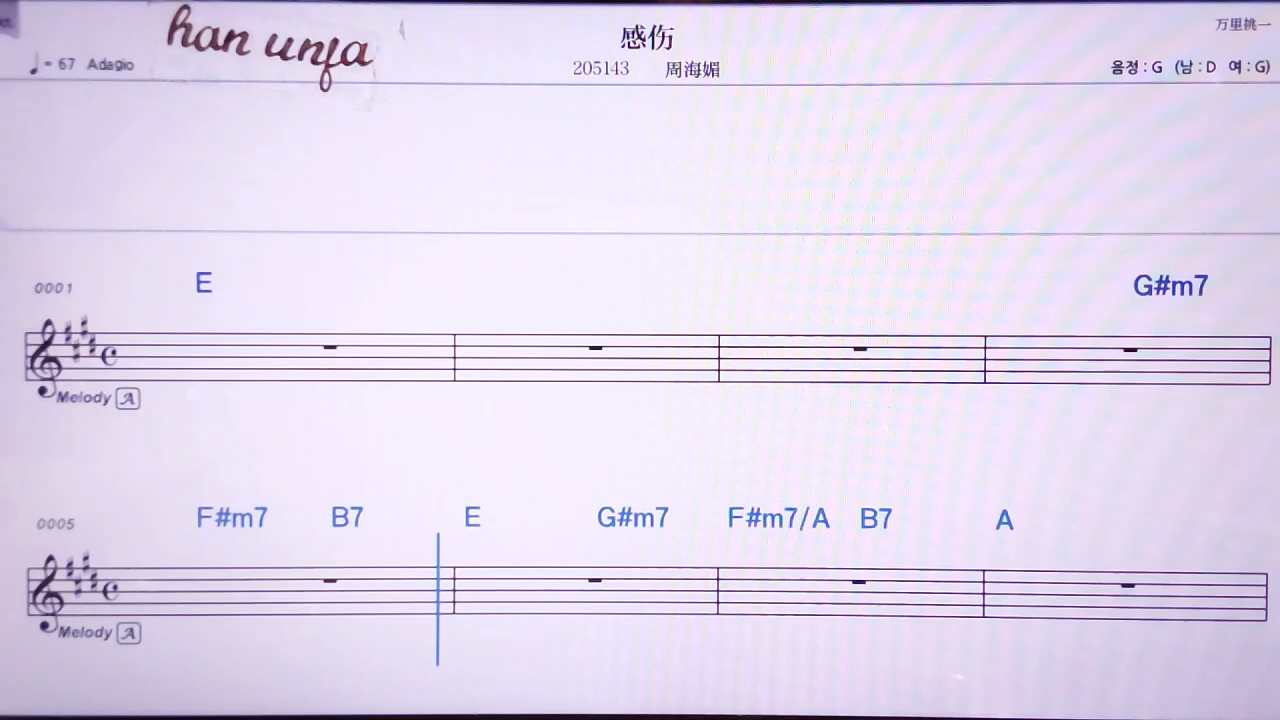 han unfa
感伤
万里挑一
♩= 67 Adagio
205143 周海媚
음정 : G (남 : D 여 : G)
0001 E G#m7
Melody A
0005 F#m7 B7 E G#m7 F#m7/A B7 A
Melody A